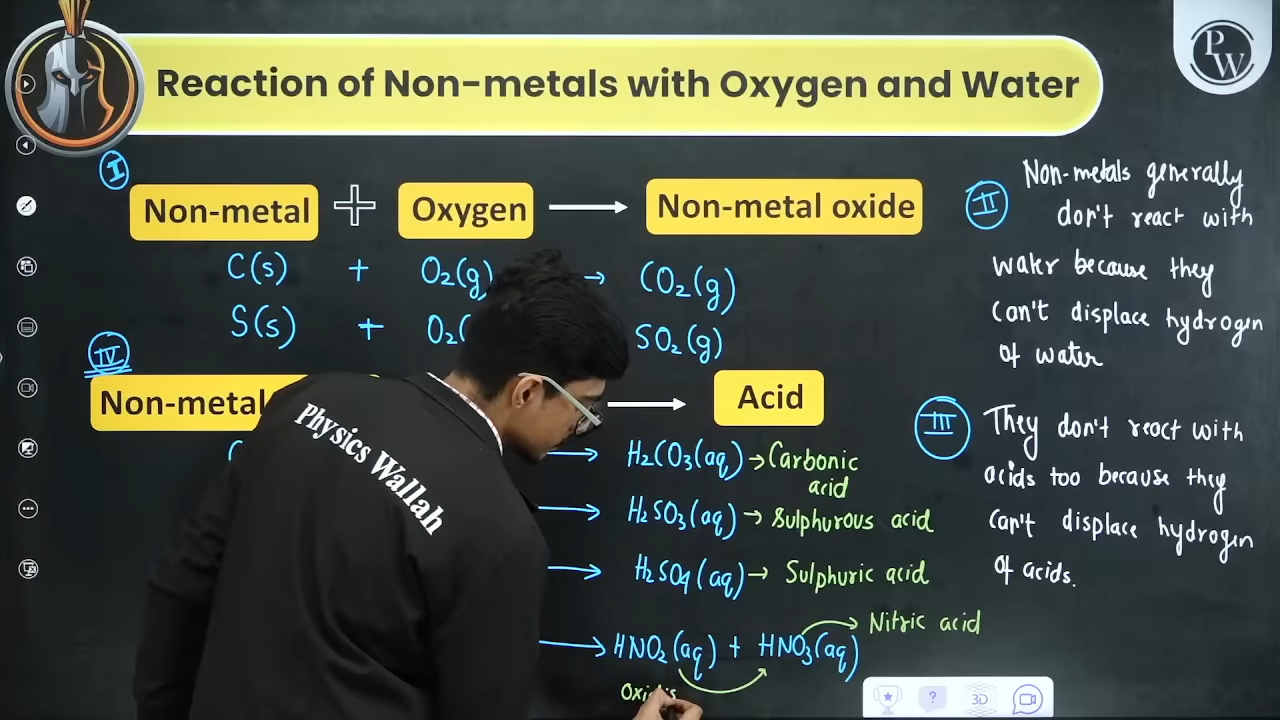 Reaction of Non-metals with Oxygen and Water
PW
I
Non-metal + Oxygen → Non-metal oxide
C(s) + O₂(g) → CO₂(g)
S(s) + O₂( SO₂(g)
II
Non-metals generally
don't react with
water because they
can't displace hydrogen
of water
IV
Non-metal → Acid
→ H₂CO₃(aq) → Carbonic
acid
→ H₂SO₃(aq) → Sulphurous acid
→ H₂SO₄(aq) → Sulphuric acid
→ HNO₂(aq) + HNO₃(aq) → Nitric acid
III
They don't react with
acids too because they
can't displace hydrogen
of acids.
Physics Wallah
?
3D